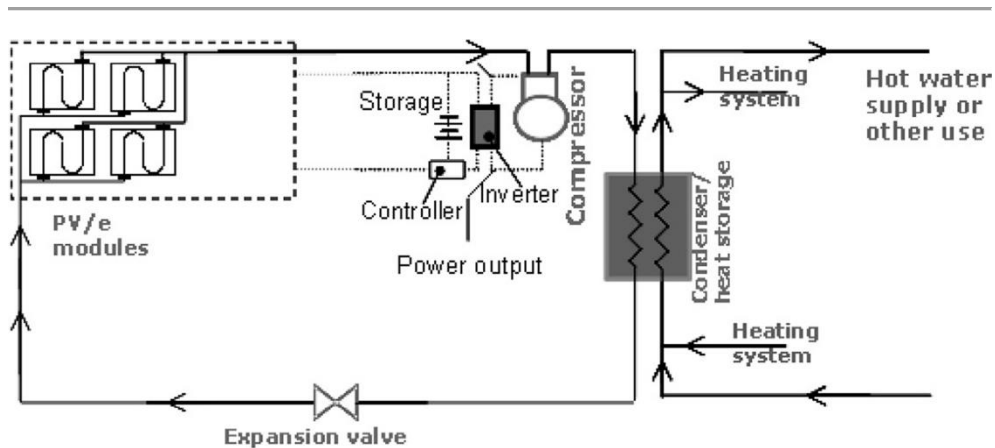 Storage
Heating
system
Hot water
supply or
other use
Compressor
Inverter
Controller
PV/e
modules
Power output
Condenser/
heat storage
Heating
system
Expansion valve